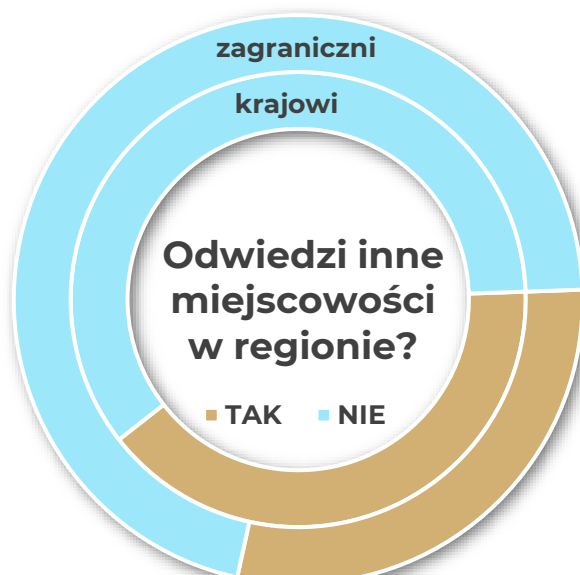 zagraniczni
krajowi
Odwiedzi inne
miejscowości
w regionie?
TAK NIE